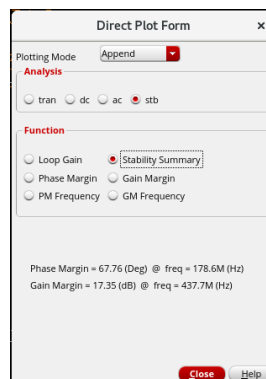 Direct Plot Form ×
Plotting Mode Append
Analysis
tran dc ac stb
Function
Loop Gain Stability Summary
Phase Margin Gain Margin
PM Frequency GM Frequency
Phase Margin = 67.76 (Deg) @ freq = 178.6M (Hz)
Gain Margin = 17.35 (dB) @ freq = 437.7M (Hz)
Close Help